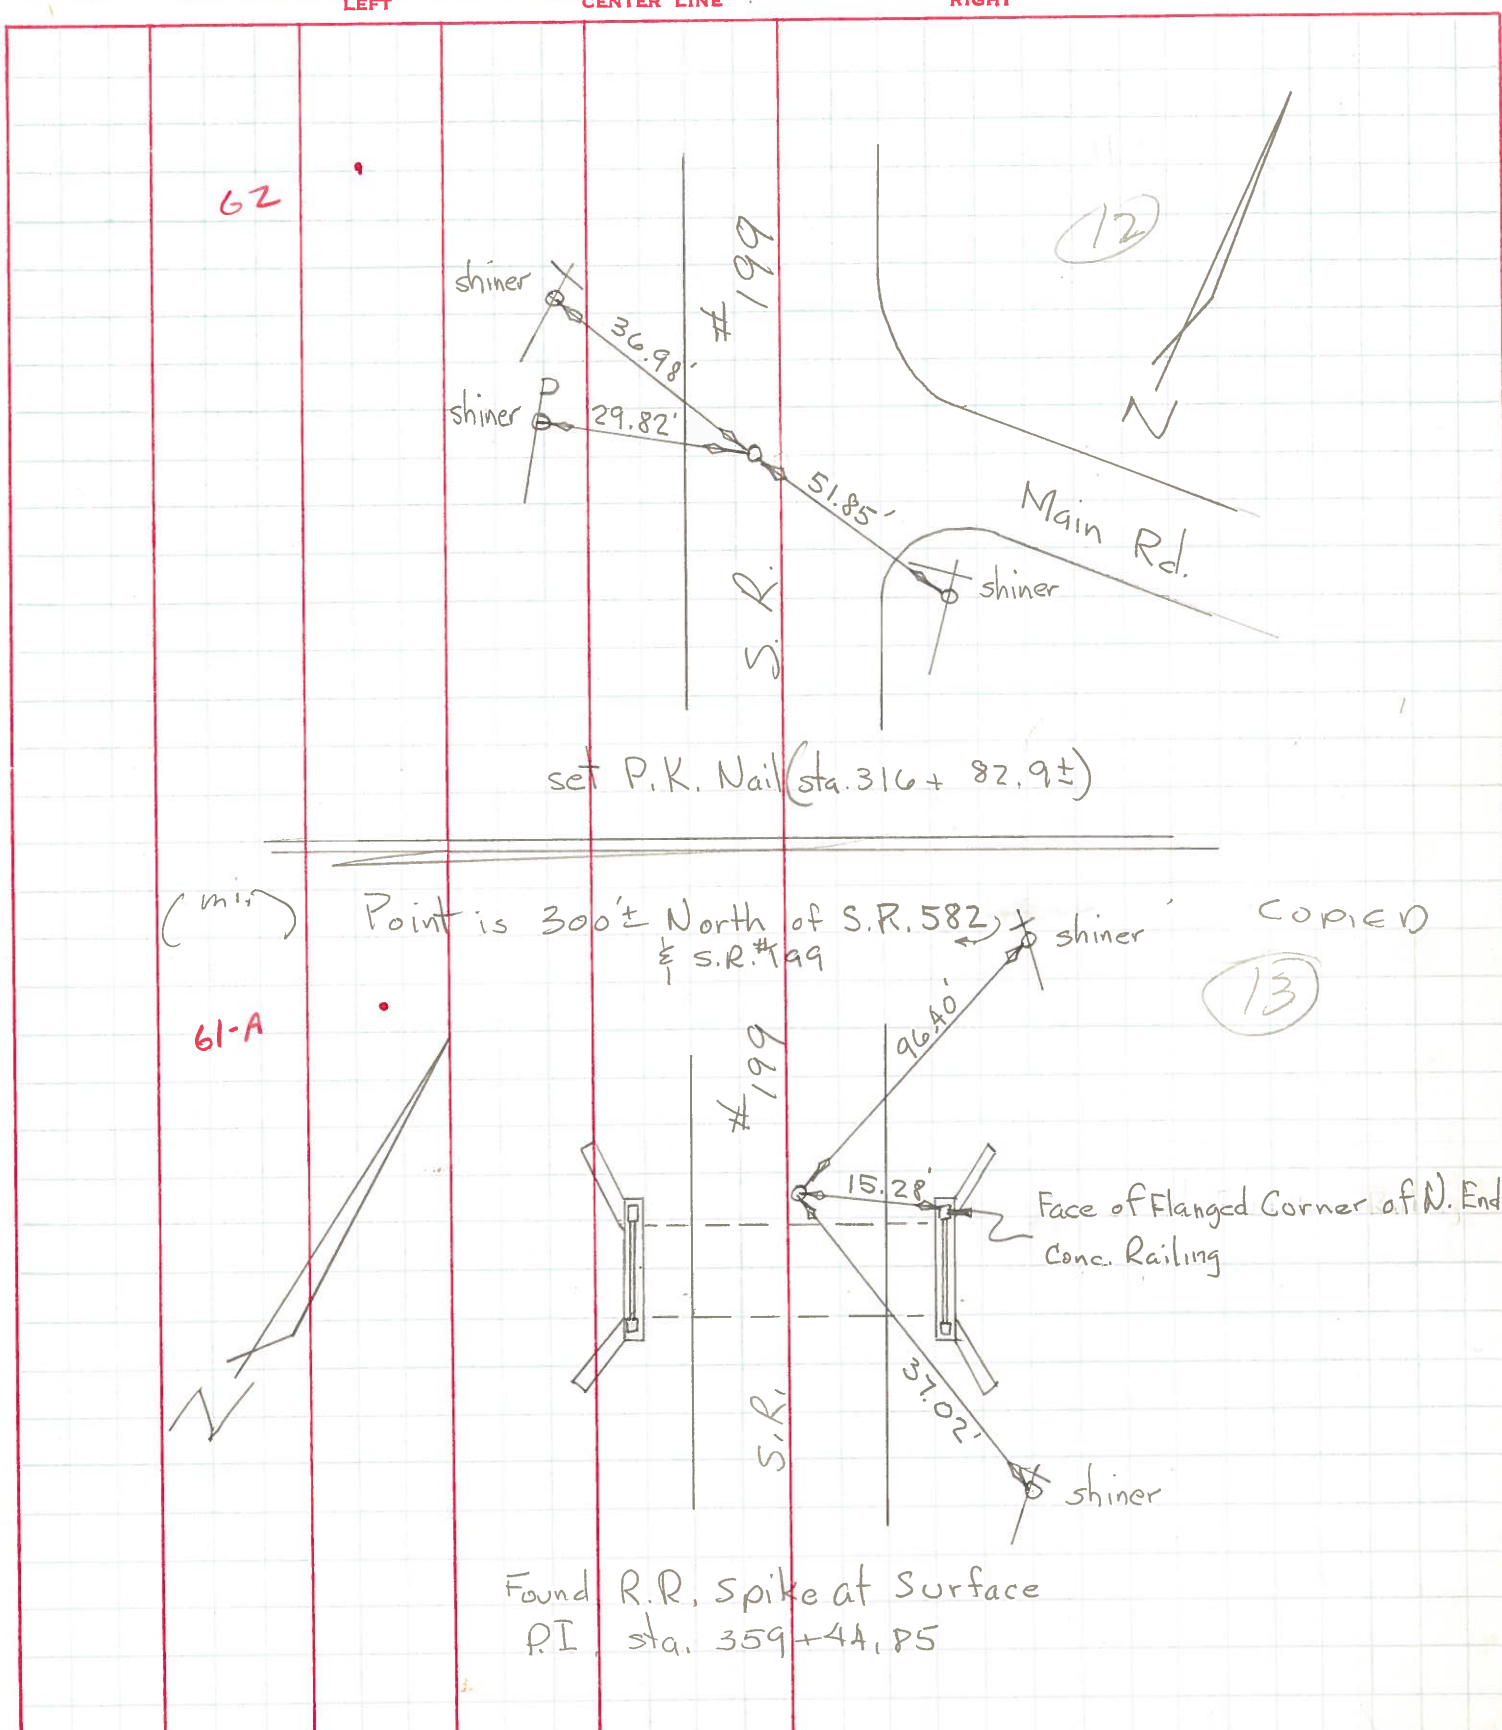 LEFT CENTER LINE RIGHT
62
12
# 199
shiner
36.98'
P
shiner
29.82'
51.85'
Main Rd.
N
S. R.
shiner
set P.K. Nail (sta. 316 + 82.9±)
Point is 300'± North of S.R. 582
& S.R. #199
shiner
COPIED
13
61-A
96.40'
# 199
15.28'
Face of Flanged Corner of N. End
Conc. Railing
N
37.02'
S.R.
shiner
Found R.R. Spike at Surface
P.I. sta. 359+44.85